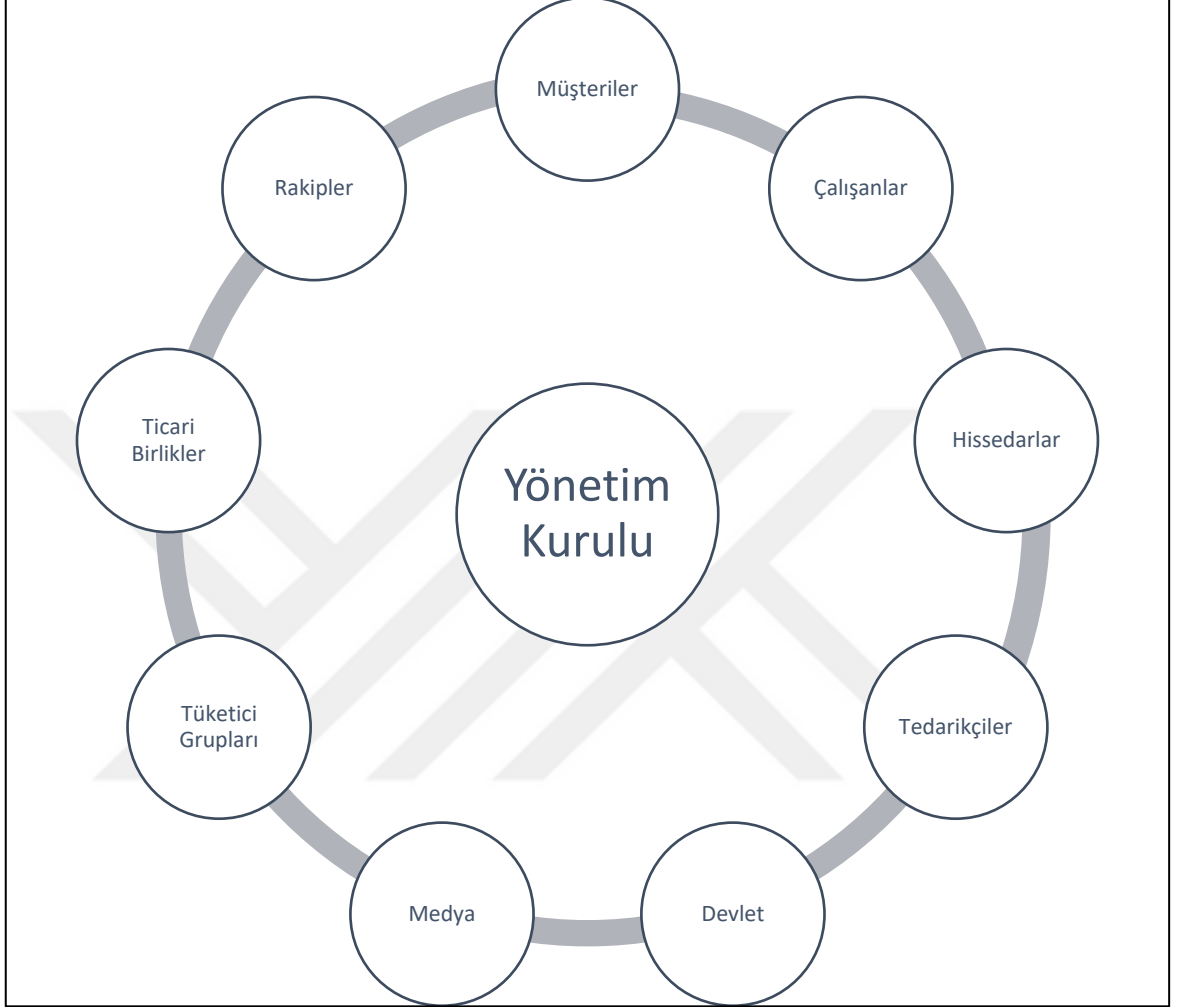 Müşteriler
Çalışanlar
Hissedarlar
Tedarikçiler
Devlet
Medya
Tüketici
Grupları
Ticari
Birlikler
Rakipler
Yönetim
Kurulu